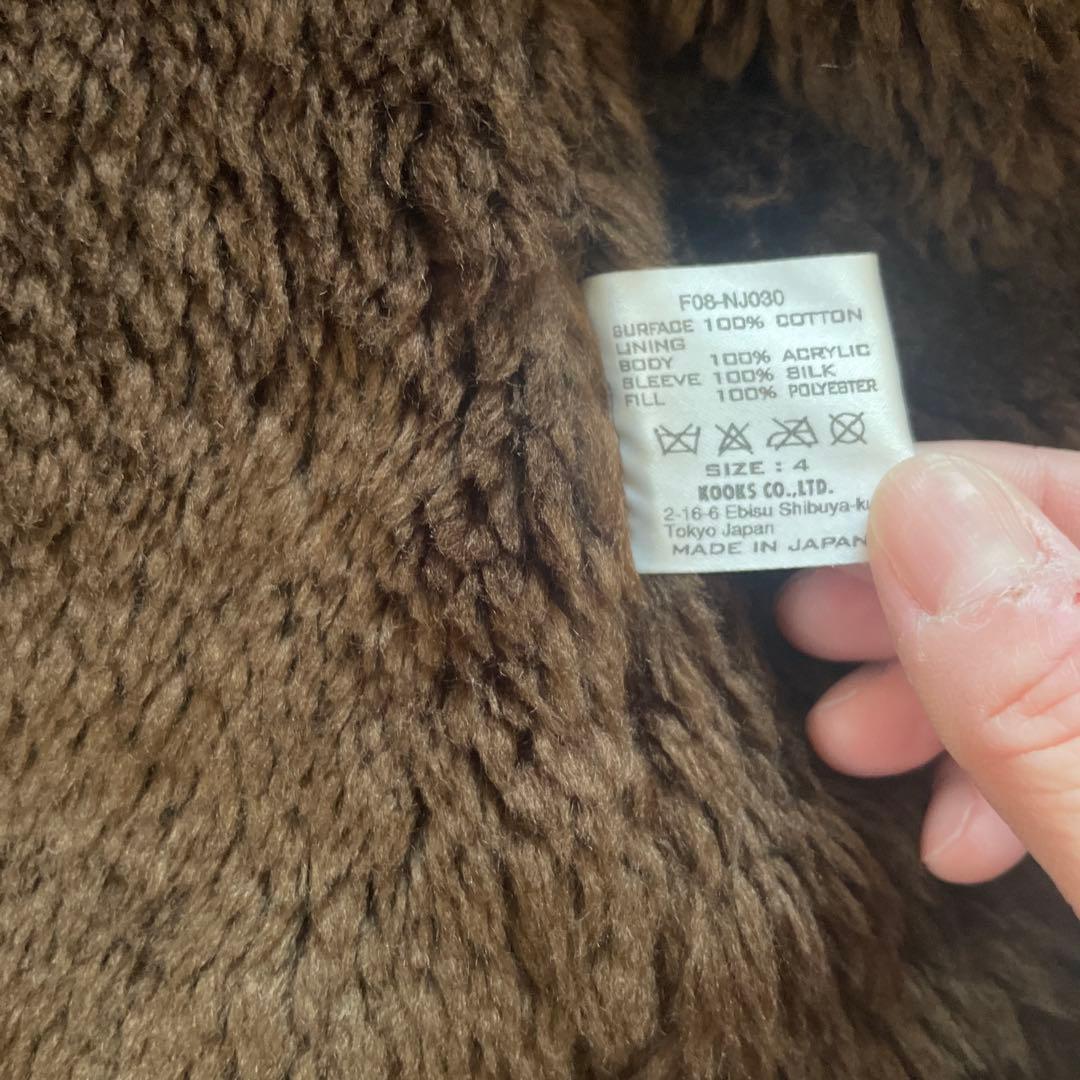 F08-NJ030
SURFACE 100% COTTON
LINING
BODY 100% ACRYLIC
SLEEVE 100% SILK
FILL 100% POLYESTER
SIZE : 4
KOOKS CO.,LTD.
2-16-6 Ebisu Shibuya-ku
Tokyo Japan
MADE IN JAPAN